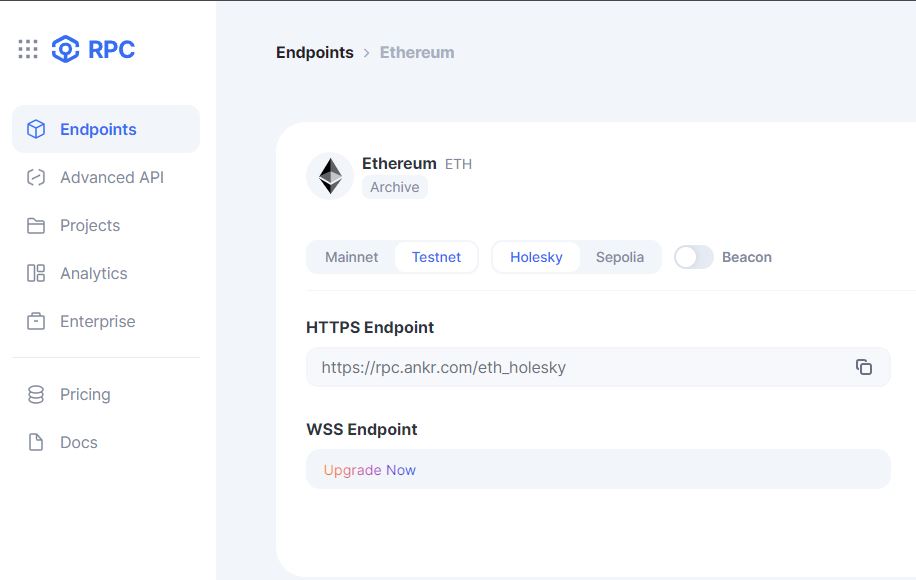 RPC
Endpoints
Advanced API
Projects
Analytics
Enterprise
Pricing
Docs
Endpoints > Ethereum
Ethereum ETH
Archive
Mainnet Testnet Holesky Sepolia Beacon
HTTPS Endpoint
https://rpc.ankr.com/eth_holesky
WSS Endpoint
Upgrade Now